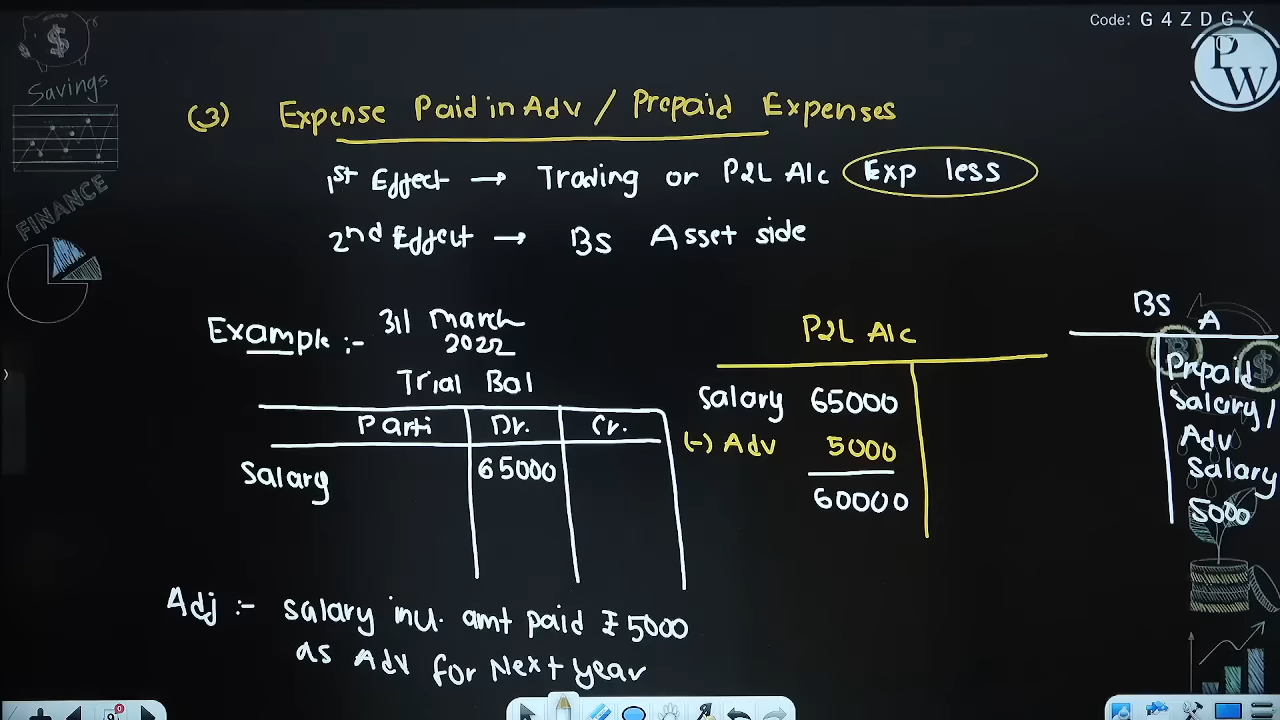 Code: G 4 Z D G X
PW
Savings
FINANCE
(3) Expense Paid in Adv / Prepaid Expenses
1st Effect → Trading or P&L A/c Exp less
2nd Effect → BS Asset side
Example :- 31 March
2022
Trial Bal
Parti Dr. Cr.
Salary 65000
Adj :- Salary incl. amt paid ₹ 5000
as Adv for Next year
P&L A/c
Salary 65000
(-) Adv 5000
60000
BS
A
Prepaid
Salary /
Adv
Salary
5000